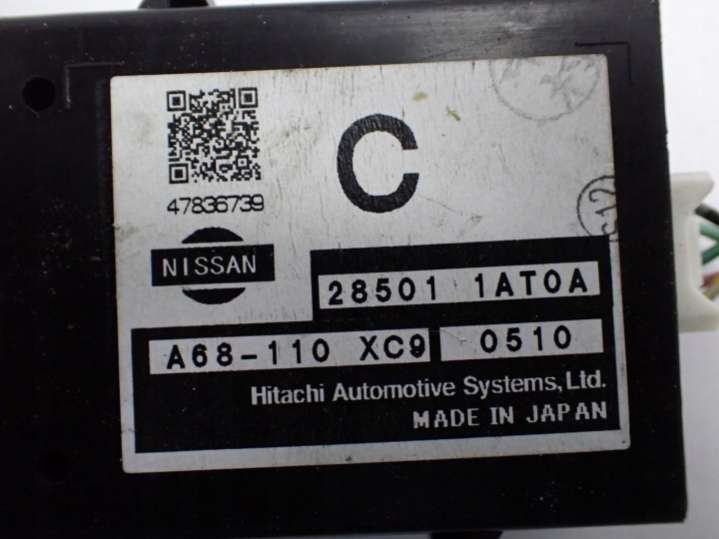 C
47836739
NISSAN
28501 1AT0A
A68-110 XC9 0510
Hitachi Automotive Systems, Ltd.
MADE IN JAPAN